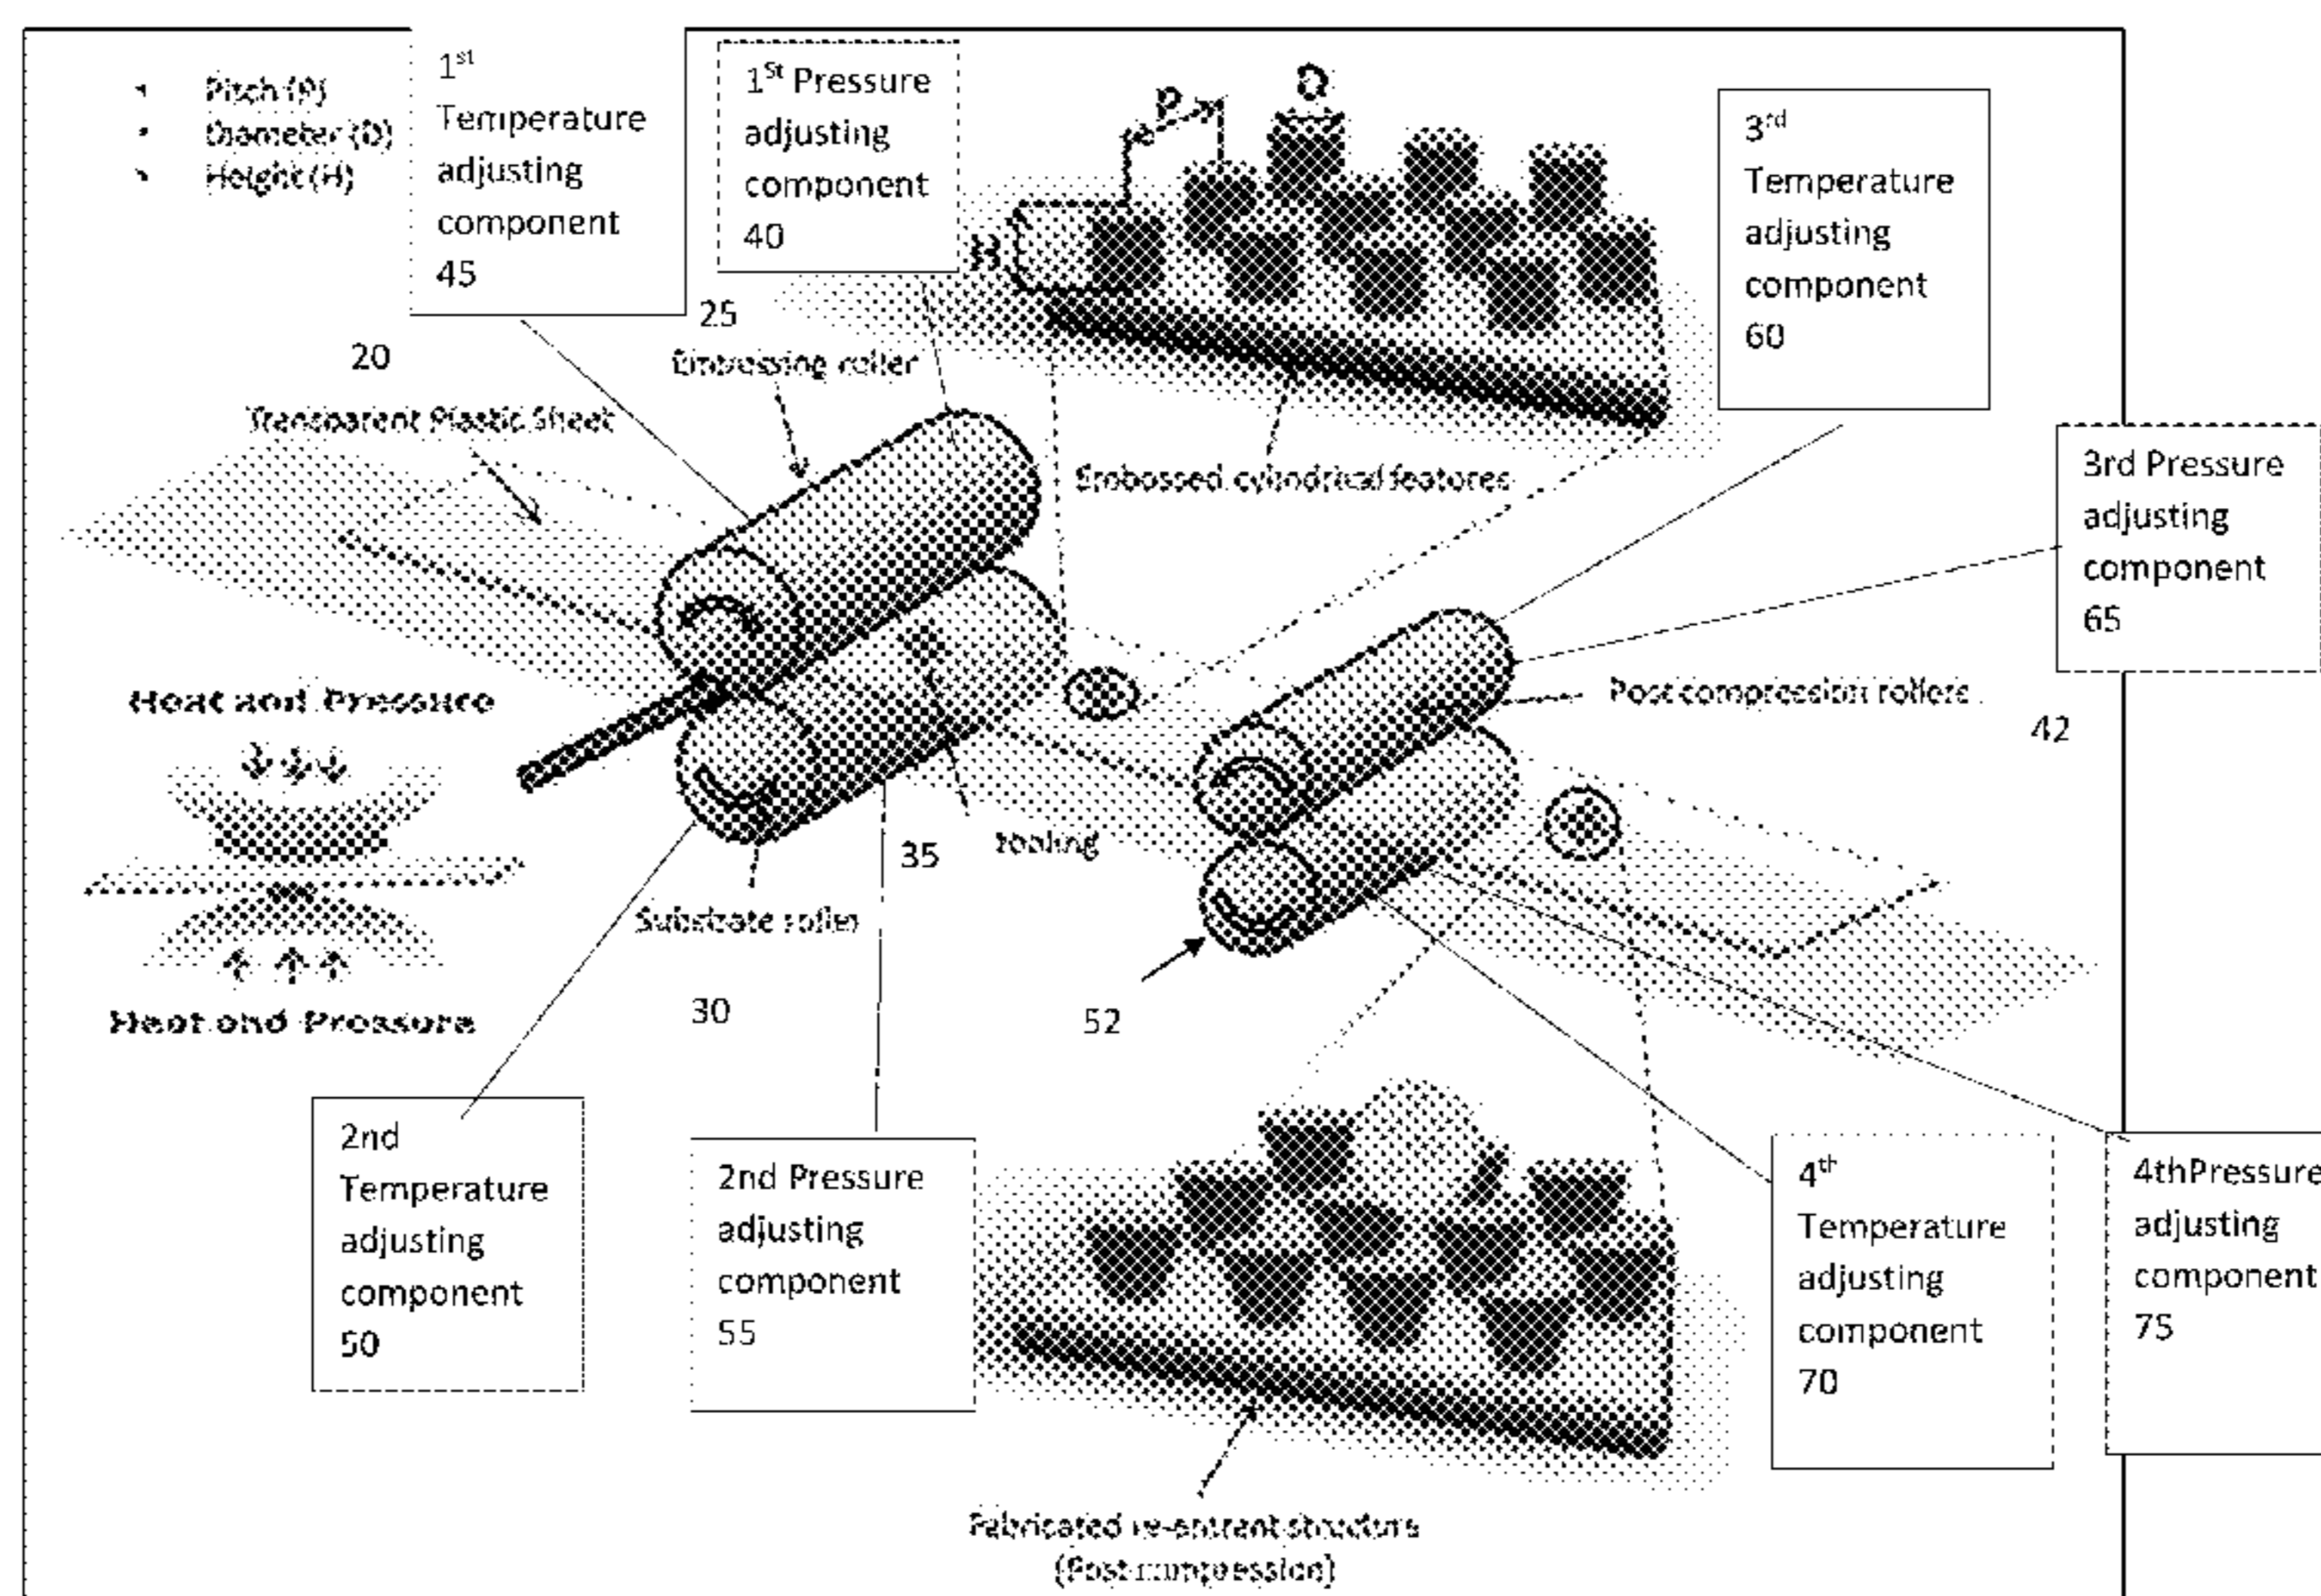 Pitch (P)
Diameter (D)
Height (H)
1st
Temperature
adjusting
component
45
1St Pressure
adjusting
component
40
P
D
H
3rd
Temperature
adjusting
component
60
25
Embossing roller
20
Transparent Plastic Sheet
Embossed cylindrical features
3rd Pressure
adjusting
component
65
Heat and Pressure
Post compression rollers
42
35
tooling
Substrate roller
30
52
Heat and Pressure
2nd
Temperature
adjusting
component
50
2nd Pressure
adjusting
component
55
4th
Temperature
adjusting
component
70
4thPressure
adjusting
component
75
Fabricated re-entrant structure
(Post compression)